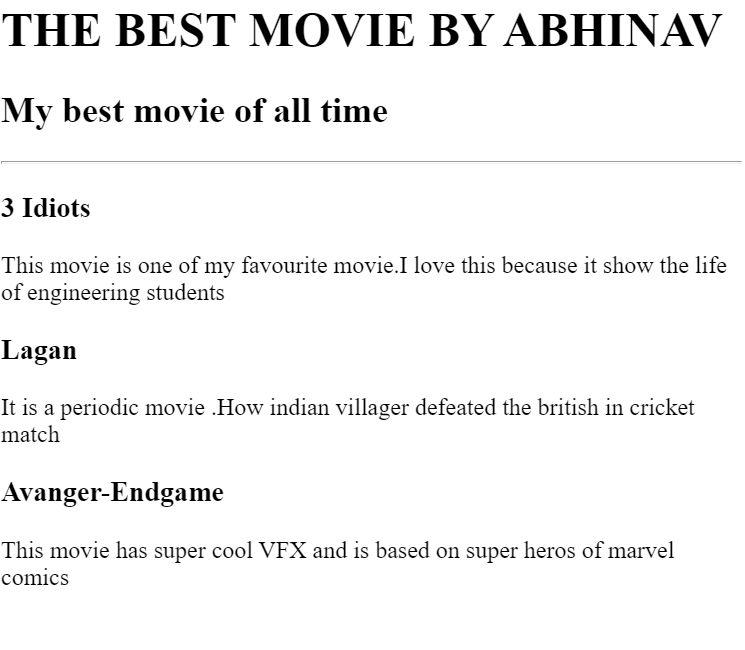 THE BEST MOVIE BY ABHINAV
My best movie of all time
3 Idiots
This movie is one of my favourite movie.I love this because it show the life
of engineering students
Lagan
It is a periodic movie .How indian villager defeated the british in cricket
match
Avanger-Endgame
This movie has super cool VFX and is based on super heros of marvel
comics